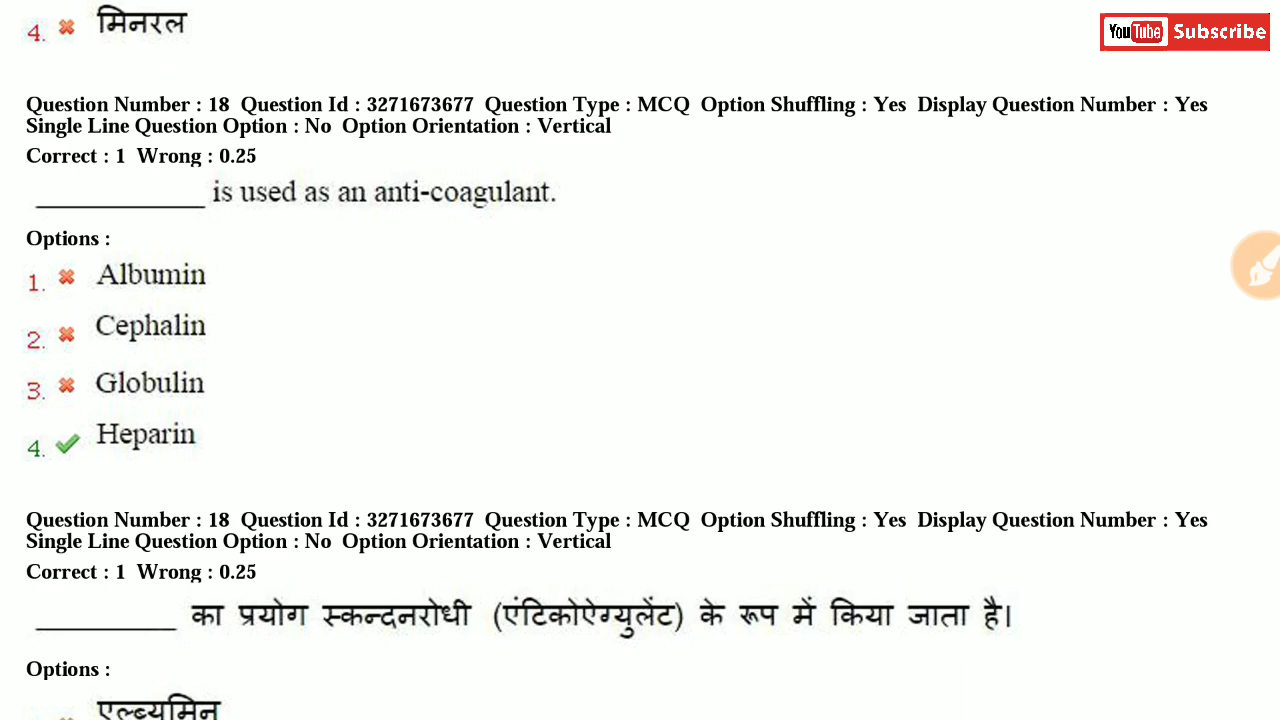 4. मिनरल
YouTube Subscribe
Question Number : 18 Question Id : 3271673677 Question Type : MCQ Option Shuffling : Yes Display Question Number : Yes
Single Line Question Option : No Option Orientation : Vertical
Correct : 1 Wrong : 0.25
____________ is used as an anti-coagulant.
Options :
1. Albumin
2. Cephalin
3. Globulin
4. Heparin
Question Number : 18 Question Id : 3271673677 Question Type : MCQ Option Shuffling : Yes Display Question Number : Yes
Single Line Question Option : No Option Orientation : Vertical
Correct : 1 Wrong : 0.25
__________ का प्रयोग स्कन्दनरोधी (एंटिकोऐग्युलेंट) के रूप में किया जाता है।
Options :
एल्ब्यूमिन